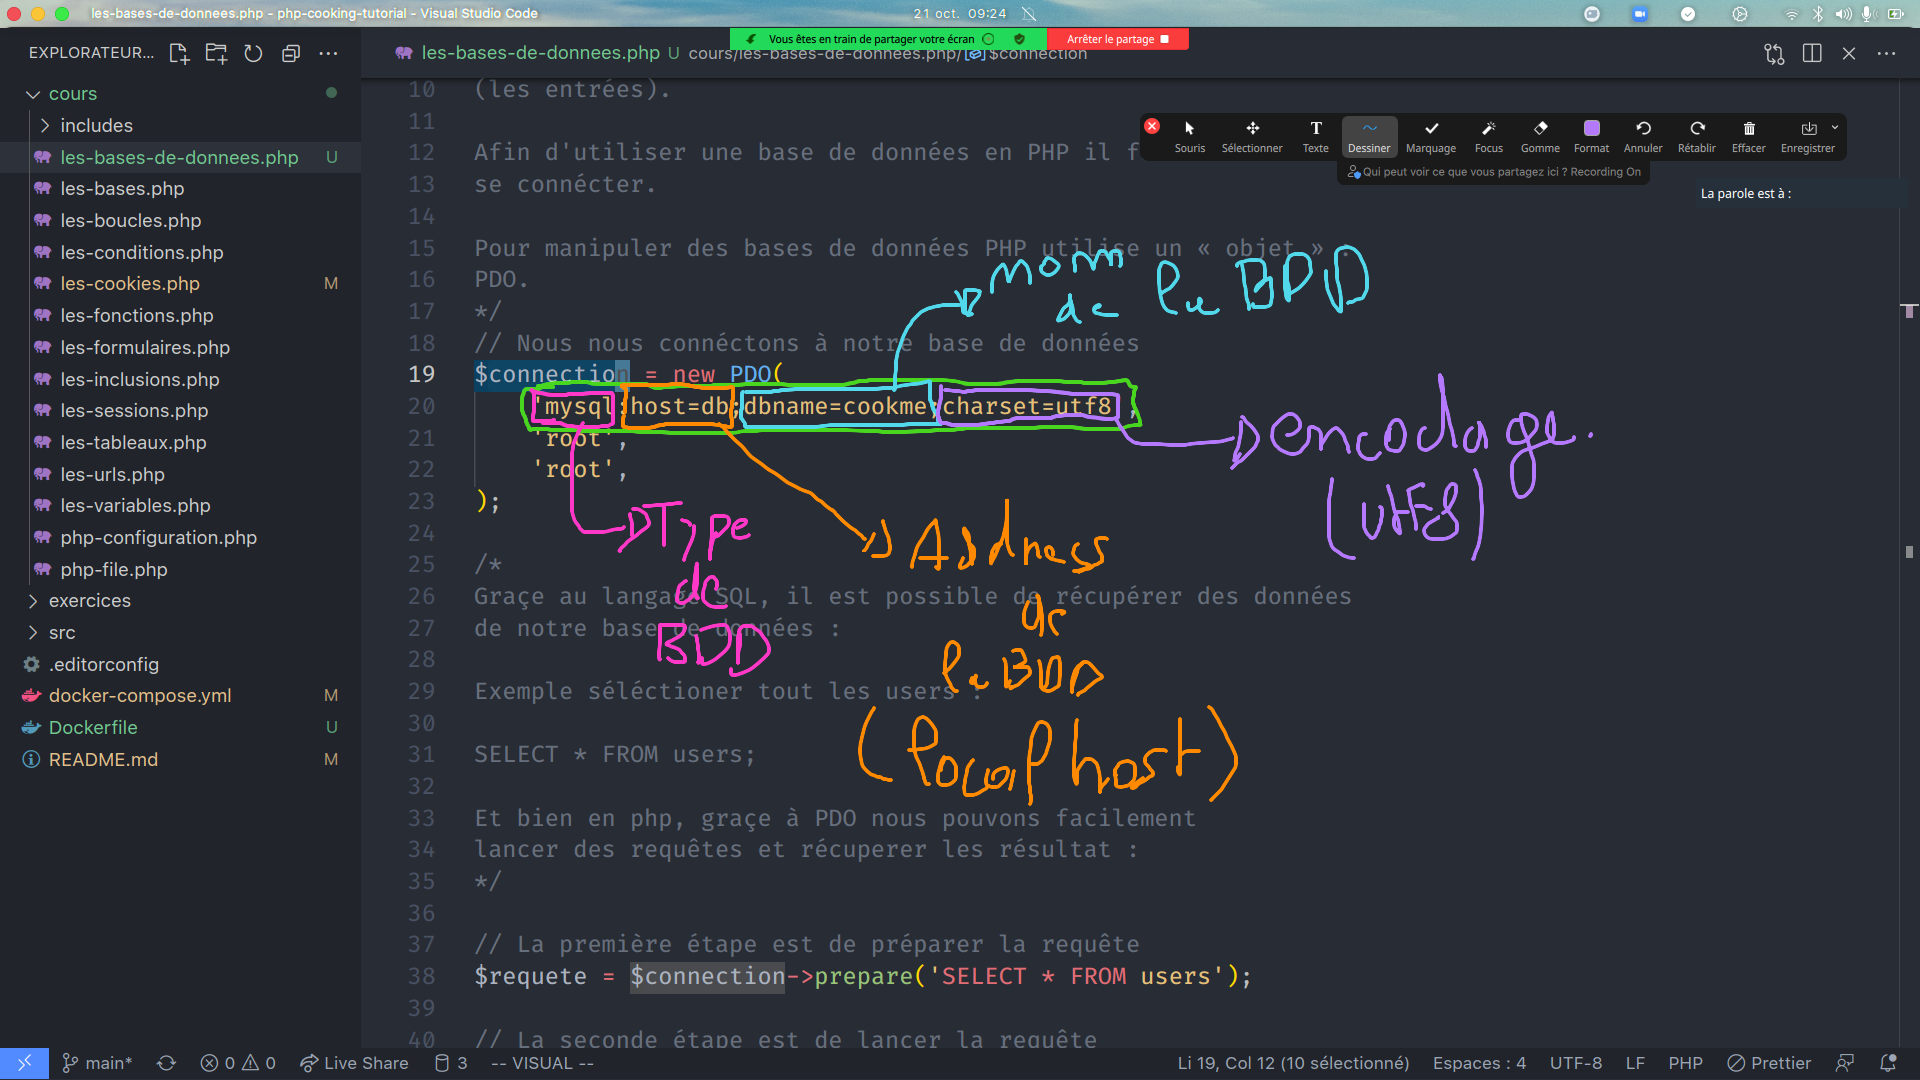 les-bases-de-donnees.php - php-cooking-tutorial - Visual Studio Code
21 oct. 09:24
Vous êtes en train de partager votre écran
Arrêter le partage
EXPLORATEUR...
les-bases-de-donnees.php U
cours/les-bases-de-donnees.php/
$connection
Souris
Sélectionner
Texte
Dessiner
Marquage
Focus
Gomme
Format
Annuler
Rétablir
Effacer
Enregistrer
Qui peut voir ce que vous partagez ici ? Recording On
La parole est à :
cours
includes
les-bases-de-donnees.php U
les-bases.php
les-boucles.php
les-conditions.php
les-cookies.php M
les-fonctions.php
les-formulaires.php
les-inclusions.php
les-sessions.php
les-tableaux.php
les-urls.php
les-variables.php
php-configuration.php
php-file.php
exercices
src
.editorconfig
docker-compose.yml M
Dockerfile U
README.md M
10 (les entrées).
11
12 Afin d'utiliser une base de données en PHP il f
13 se connécter.
14
15 Pour manipuler des bases de données PHP utilise un « objet » :
16 PDO.
17 */
18 // Nous nous connéctons à notre base de données
19 $connection = new PDO(
20 'mysql:host=db;dbname=cookme;charset=utf8',
21 'root',
22 'root',
23 );
24
25 /*
26 Graçe au langage SQL, il est possible de récupérer des données
27 de notre base de données :
28
29 Exemple séléctioner tout les users :
30
31 SELECT * FROM users;
32
33 Et bien en php, graçe à PDO nous pouvons facilement
34 lancer des requêtes et récuperer les résultat :
35 */
36
37 // La première étape est de préparer la requête
38 $requete = $connection->prepare('SELECT * FROM users');
39
40 // La seconde étape est de lancer la requête
nom
de la BDD
encodage.
(UTF8)
Type
de
BDD
Address
de
la BDD
(localhost)
main*
0 0
Live Share
3
-- VISUAL --
Li 19, Col 12 (10 sélectionné)
Espaces : 4
UTF-8
LF
PHP
Prettier